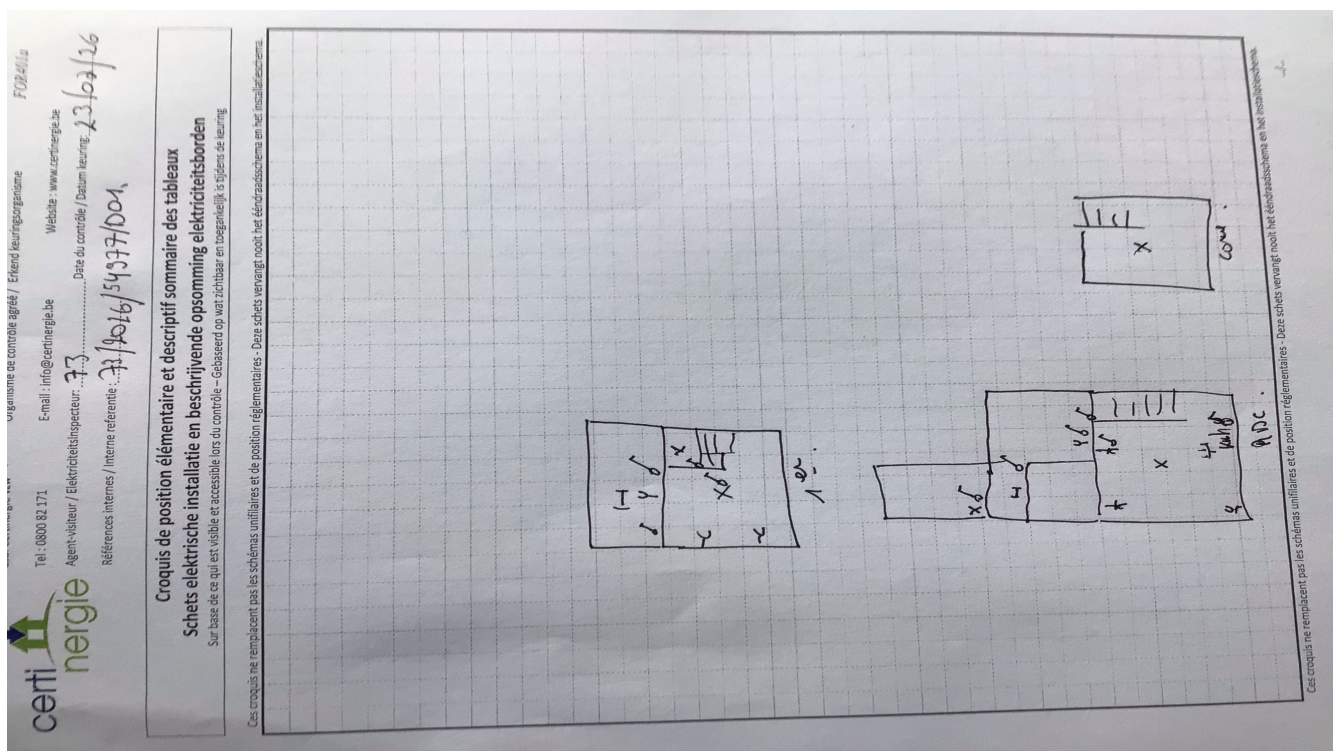 certi
nergie
Organisme de contrôle agréé / Erkend keuringsorganisme FOR401a
Tel : 0800 82 171 E-mail : info@certinergie.be Website : www.certinergie.be
Agent-visiteur / Elektriciteitsinspecteur: 73 Date du contrôle / Datum keuring: 23/02/26
Références internes / Interne referentie : 73/2026/54977/001,
Croquis de position élémentaire et descriptif sommaire des tableaux
Schets elektrische installatie en beschrijvende opsomming elektriciteitsborden
Sur base de ce qui est visible et accessible lors du contrôle – Gebaseerd op wat zichtbaar en toegankelijk is tijdens de keuring
Ces croquis ne remplacent pas les schémas unifilaires et de position réglementaires - Deze schets vervangt nooit het ééndraadsschema en het installatieschema.
1er.
RDC.
Ces croquis ne remplacent pas les schémas unifilaires et de position réglementaires - Deze schets vervangt nooit het ééndraadsschema en het installatieschema.